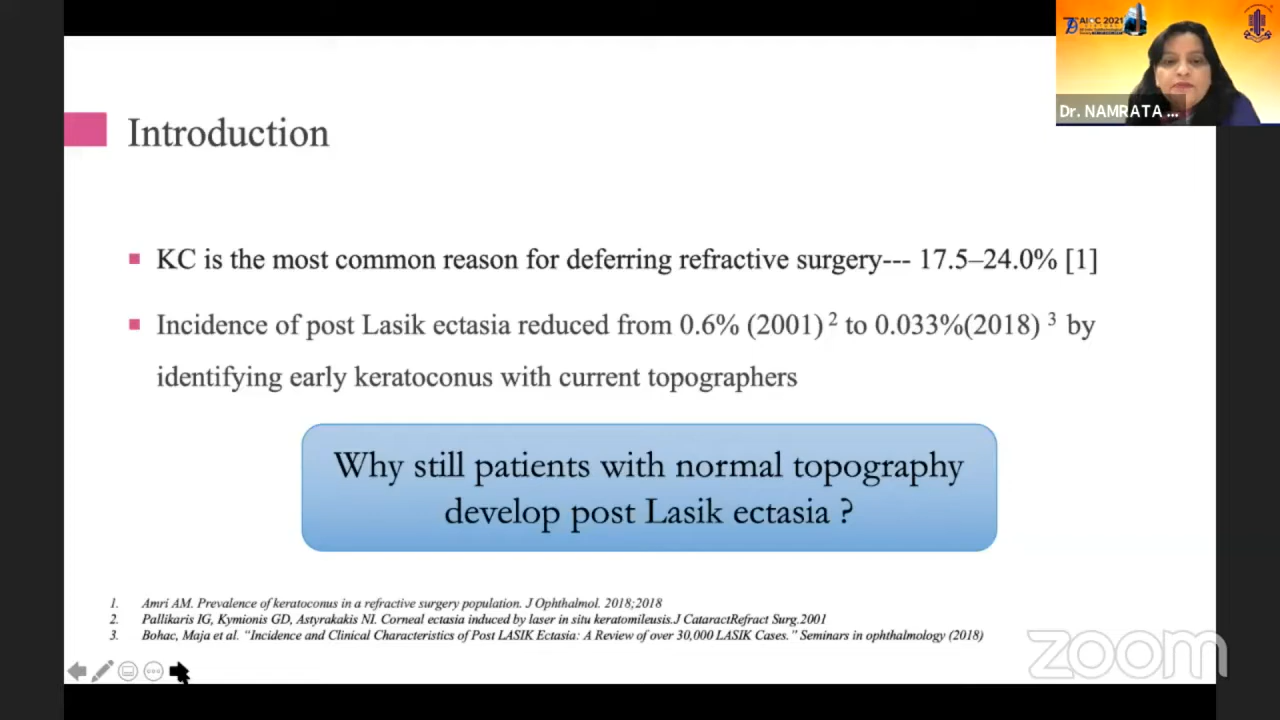 AIOC 2021
Dr. NAMRATA ...
Introduction
KC is the most common reason for deferring refractive surgery--- 17.5–24.0% [1]
Incidence of post Lasik ectasia reduced from 0.6% (2001) 2 to 0.033%(2018) 3 by
identifying early keratoconus with current topographers
Why still patients with normal topography
develop post Lasik ectasia ?
1. Amri AM. Prevalence of keratoconus in a refractive surgery population. J Ophthalmol. 2018;2018
2. Pallikaris IG, Kymionis GD, Astyrakakis NI. Corneal ectasia induced by laser in situ keratomileusis.J CataractRefract Surg.2001
3. Bohac, Maja et al. “Incidence and Clinical Characteristics of Post LASIK Ectasia: A Review of over 30,000 LASIK Cases.” Seminars in ophthalmology (2018)
zoom